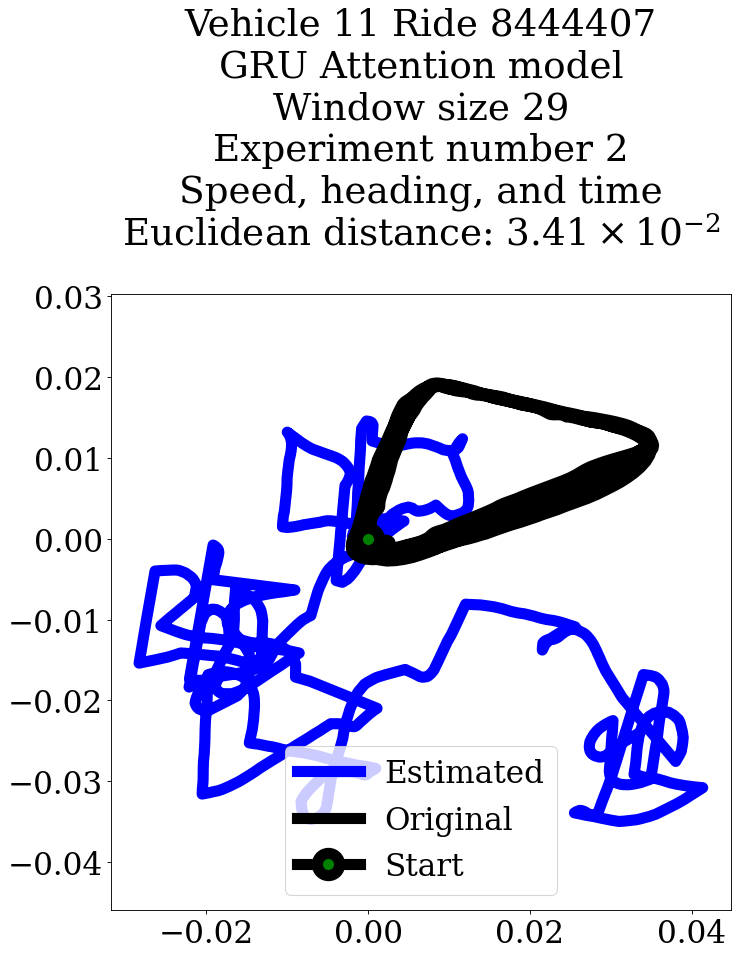 Vehicle 11 Ride 8444407
GRU Attention model
Window size 29
Experiment number 2
Speed, heading, and time
Euclidean distance: 3.41 × 10⁻²
0.03
0.02
0.01
0.00
−0.01
−0.02
−0.03
−0.04
Estimated
Original
Start
−0.02 0.00 0.02 0.04